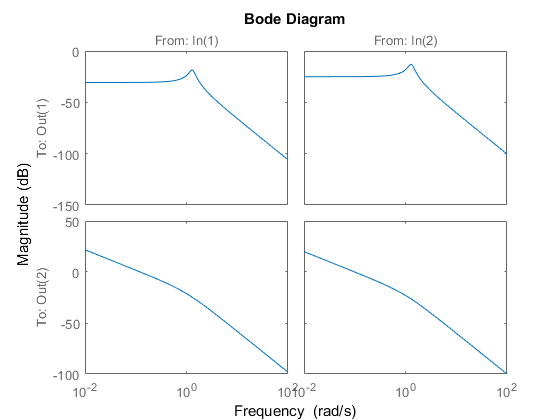 Bode Diagram
From: In(1)
From: In(2)
To: Out(1)
0
-50
-100
-150
Magnitude (dB)
To: Out(2)
50
0
-50
-100
10^-2
10^0
10^2
10^-2
10^0
10^2
Frequency (rad/s)